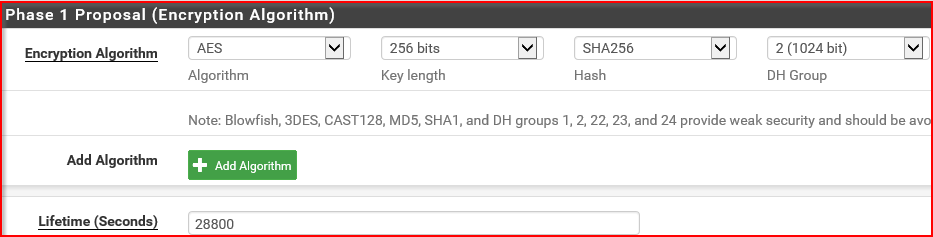 Phase 1 Proposal (Encryption Algorithm)
Encryption Algorithm AES 256 bits SHA256 2 (1024 bit)
Algorithm Key length Hash DH Group
Note: Blowfish, 3DES, CAST128, MD5, SHA1, and DH groups 1, 2, 22, 23, and 24 provide weak security and should be avo
Add Algorithm Add Algorithm
Lifetime (Seconds) 28800